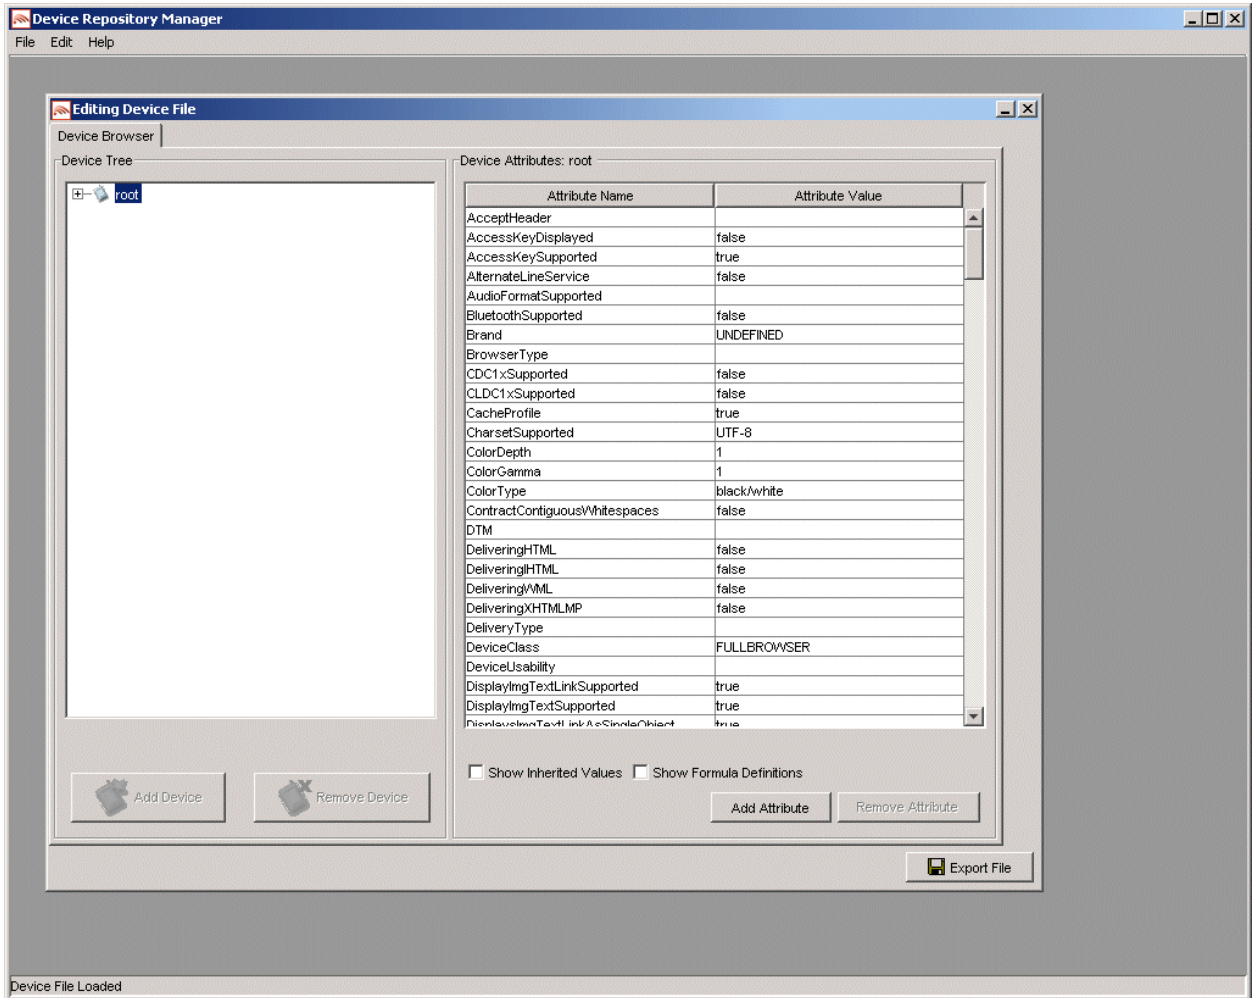 Device Repository Manager
File Edit Help
Editing Device File
Device Browser
Device Tree
root
Add Device Remove Device
Device Attributes: root
Attribute Name Attribute Value
AcceptHeader
AccessKeyDisplayed false
AccessKeySupported true
AlternateLineService false
AudioFormatSupported
BluetoothSupported false
Brand UNDEFINED
BrowserType
CDC1xSupported false
CLDC1xSupported false
CacheProfile true
CharsetSupported UTF-8
ColorDepth 1
ColorGamma 1
ColorType black/white
ContractContiguousWhitespaces false
DTM
DeliveringHTML false
DeliveringIHTML false
DeliveringWML false
DeliveringXHTMLMP false
DeliveryType
DeviceClass FULLBROWSER
DeviceUsability
DisplayImgTextLinkSupported true
DisplayImgTextSupported true
DisplaysImgTextLinkAsSingleObject true
Show Inherited Values Show Formula Definitions
Add Attribute Remove Attribute
Export File
Device File Loaded